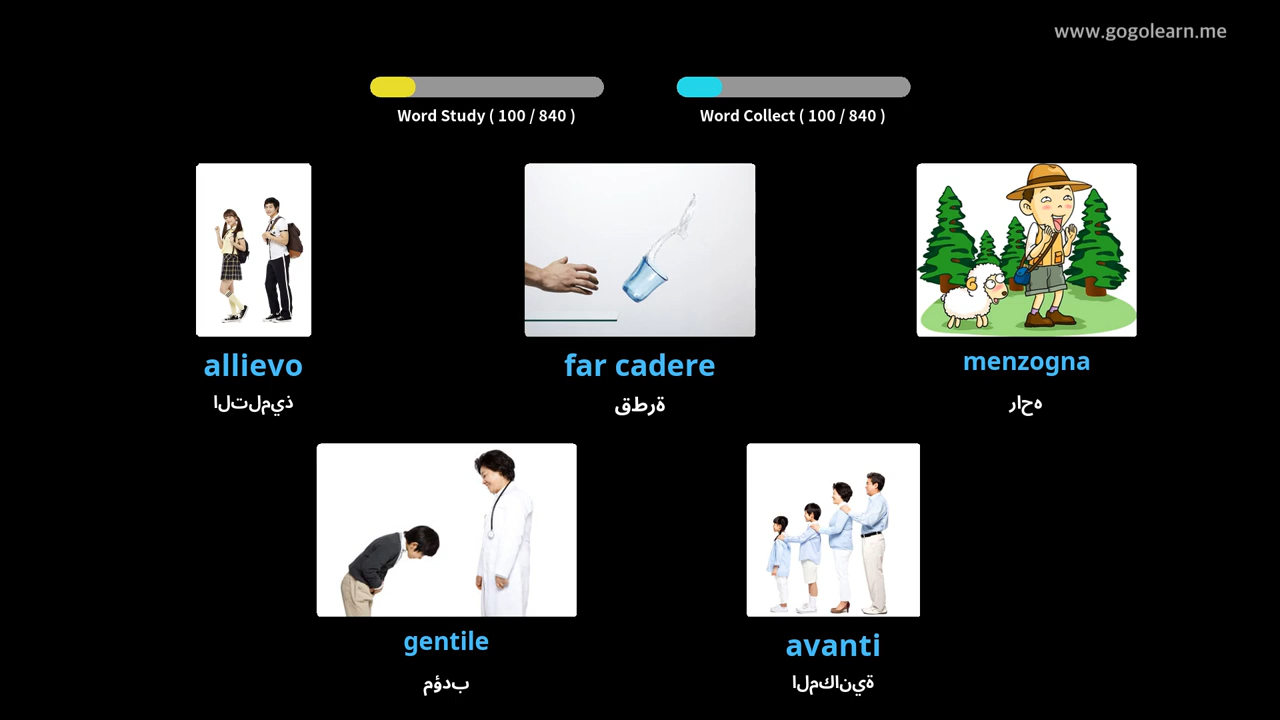 www.gogolearn.me
Word Study ( 100 / 840 )
Word Collect ( 100 / 840 )
allievo
التلميذ
far cadere
قطرة
menzogna
راحه
gentile
مؤدب
avanti
المكانية